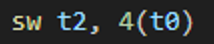 sw t2, 4(t0)